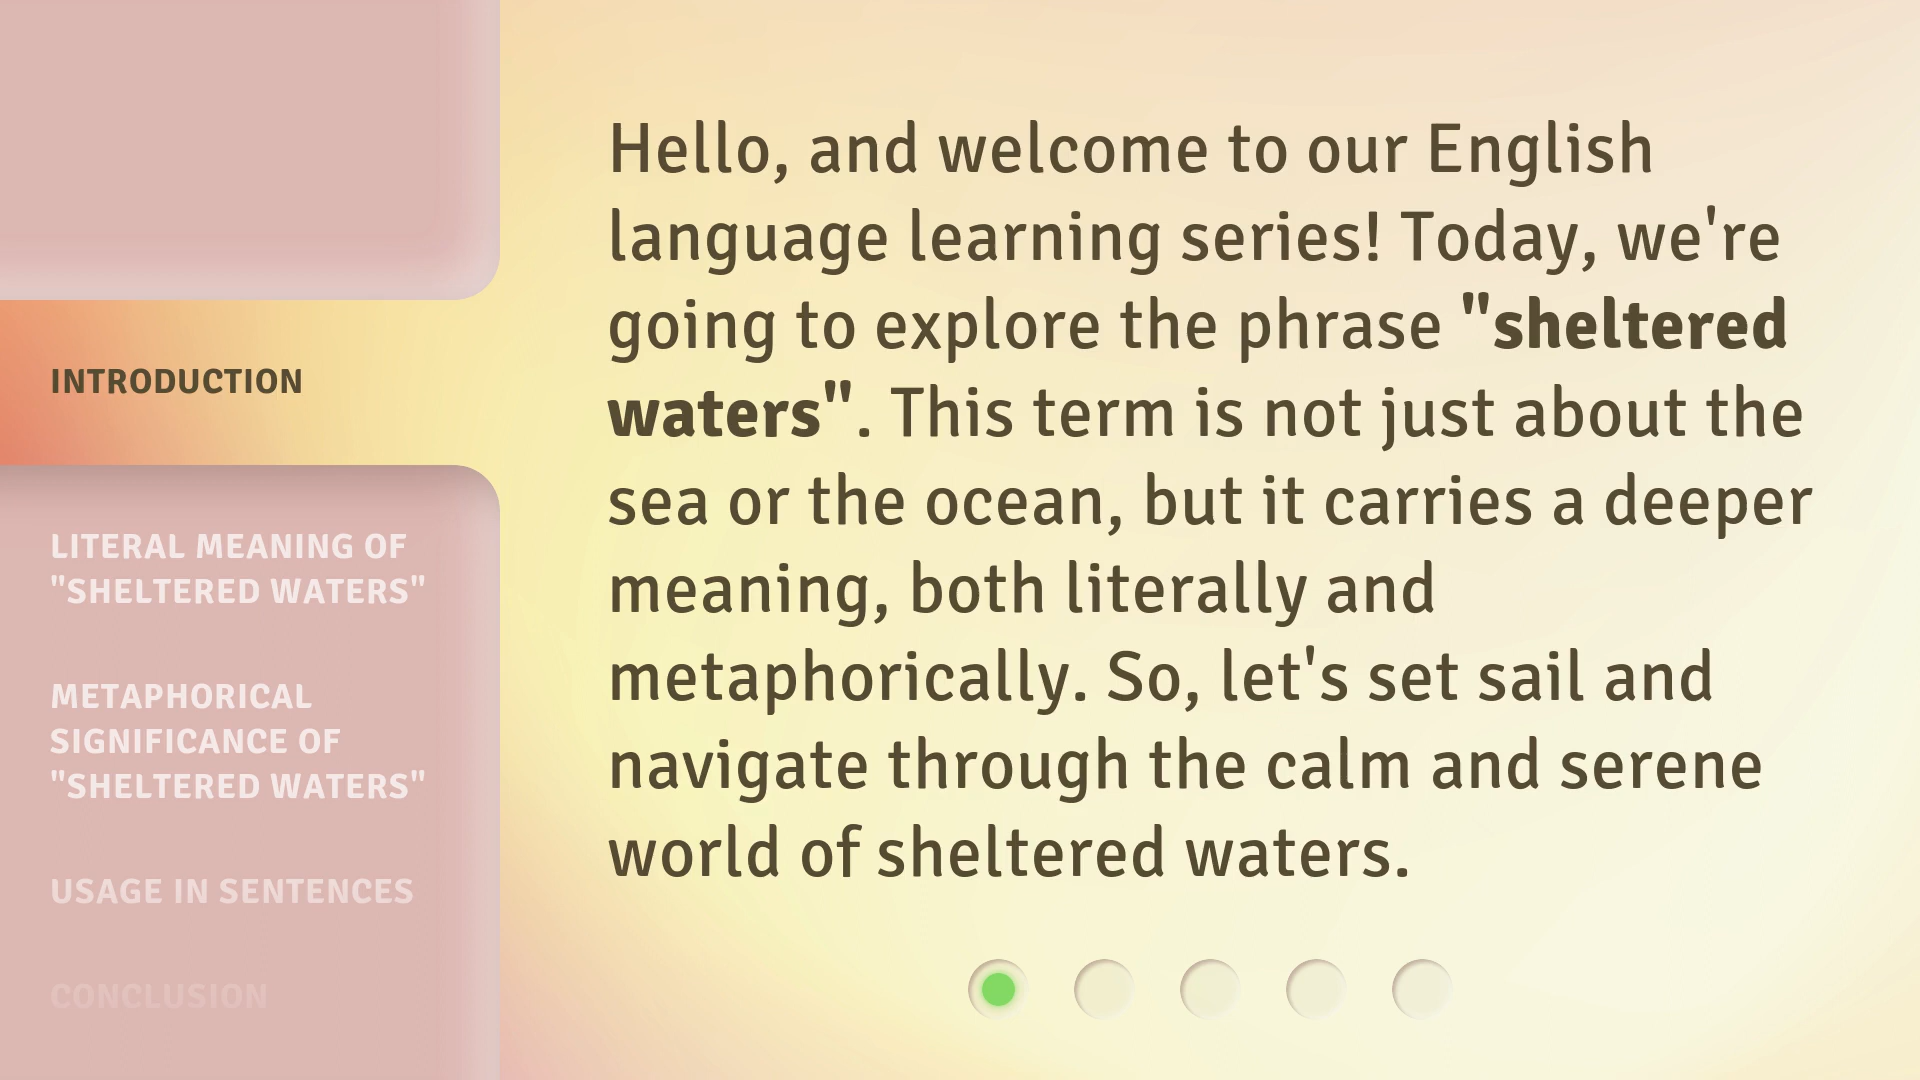 INTRODUCTION
LITERAL MEANING OF
"SHELTERED WATERS"
METAPHORICAL
SIGNIFICANCE OF
"SHELTERED WATERS"
USAGE IN SENTENCES
CONCLUSION
Hello, and welcome to our English
language learning series! Today, we're
going to explore the phrase "sheltered
waters". This term is not just about the
sea or the ocean, but it carries a deeper
meaning, both literally and
metaphorically. So, let's set sail and
navigate through the calm and serene
world of sheltered waters.